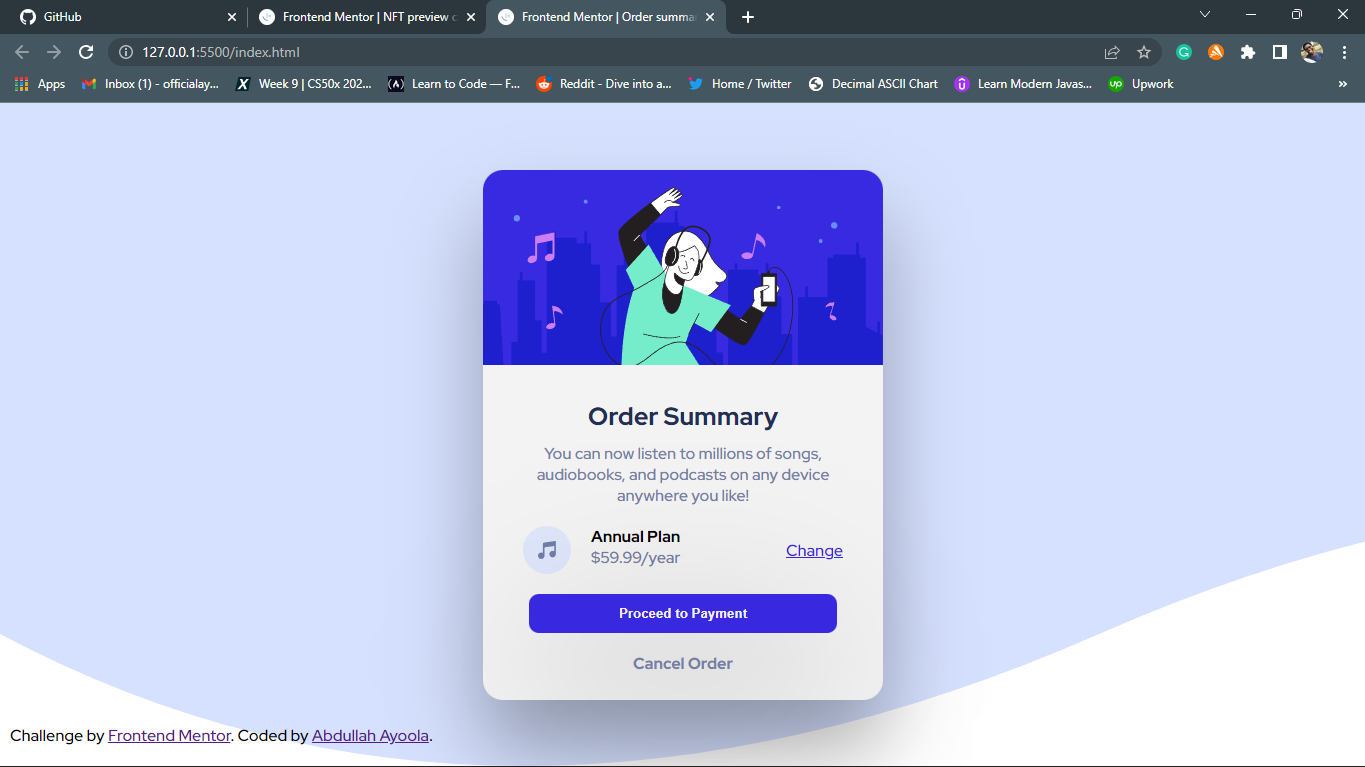 GitHub
Frontend Mentor | NFT preview c
Frontend Mentor | Order summar
127.0.0.1:5500/index.html
Apps
Inbox (1) - officialay...
Week 9 | CS50x 202...
Learn to Code — F...
Reddit - Dive into a...
Home / Twitter
Decimal ASCII Chart
Learn Modern Javas...
up
Upwork
»
Order Summary
You can now listen to millions of songs,
audiobooks, and podcasts on any device
anywhere you like!
Annual Plan
$59.99/year
Change
Proceed to Payment
Cancel Order
Challenge by Frontend Mentor. Coded by Abdullah Ayoola.